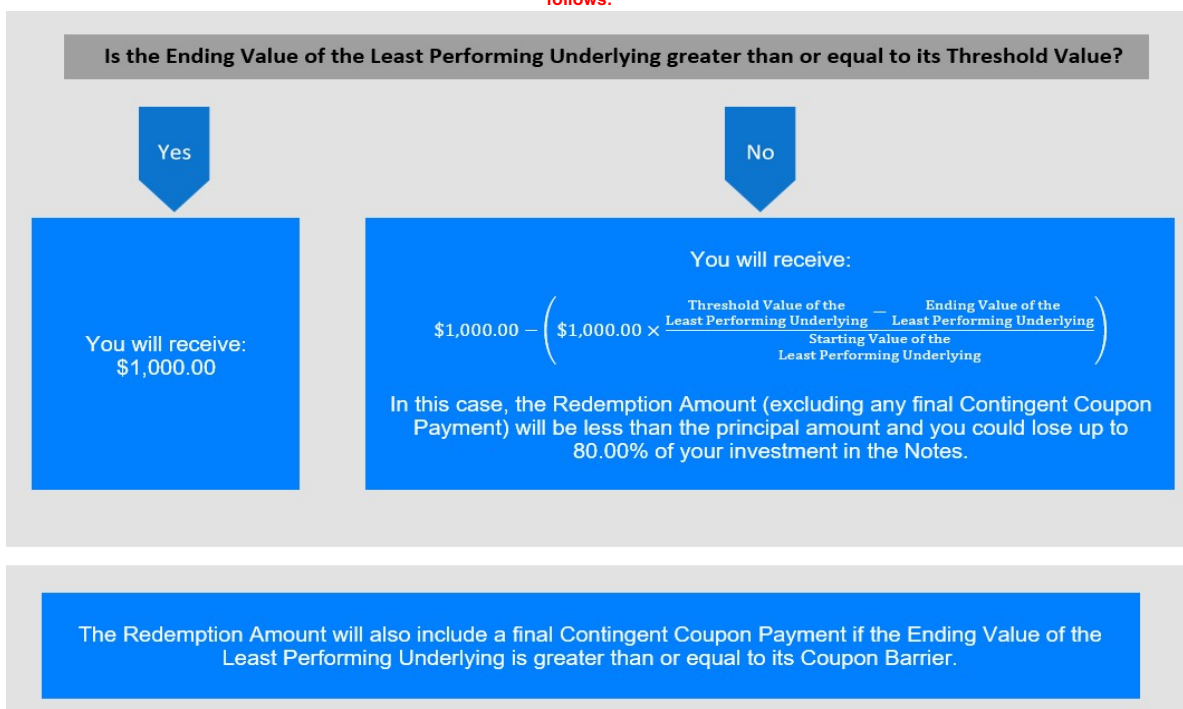 follows:
Is the Ending Value of the Least Performing Underlying greater than or equal to its Threshold Value?
Yes
No
You will receive:
$1,000.00
You will receive:
$1,000.00 − ($1,000.00 × (Threshold Value of the Least Performing Underlying − Ending Value of the Least Performing Underlying) / Starting Value of the Least Performing Underlying)
In this case, the Redemption Amount (excluding any final Contingent Coupon
Payment) will be less than the principal amount and you could lose up to
80.00% of your investment in the Notes.
The Redemption Amount will also include a final Contingent Coupon Payment if the Ending Value of the
Least Performing Underlying is greater than or equal to its Coupon Barrier.